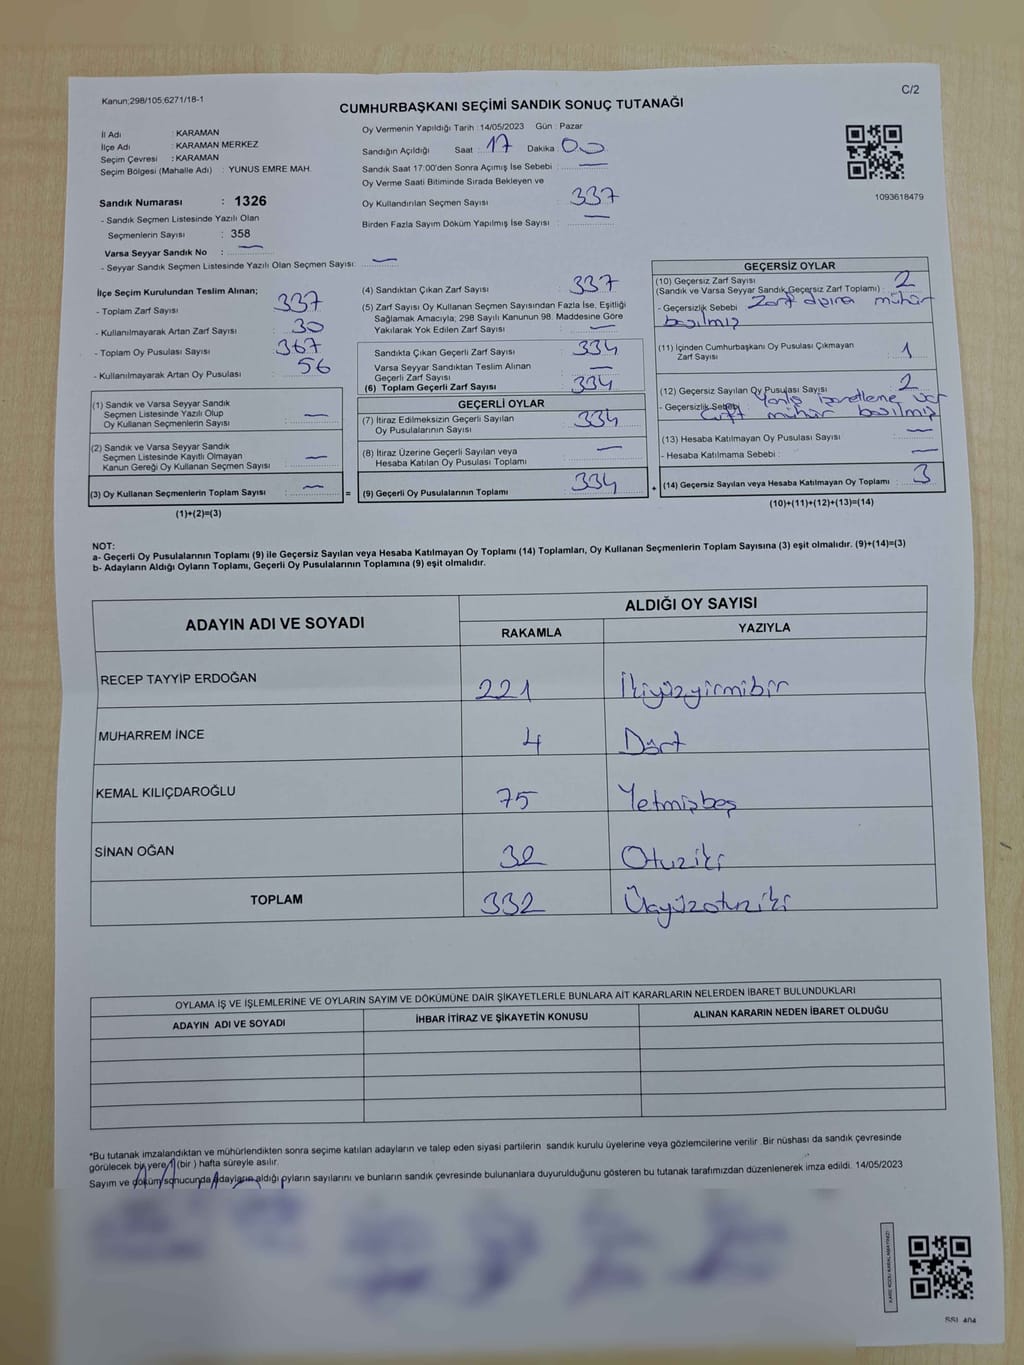 Kanun;298/105;6271/18-1
C/2
CUMHURBAŞKANI SEÇİMİ SANDIK SONUÇ TUTANAĞI
İl Adı : KARAMAN
İlçe Adı : KARAMAN MERKEZ
Seçim Çevresi : KARAMAN
Seçim Bölgesi (Mahalle Adı) : YUNUS EMRE MAH.
Oy Vermenin Yapıldığı Tarih : 14/05/2023 Gün : Pazar
Sandığın Açıldığı Saat : 17 Dakika : 00
Sandık Saat 17:00'den Sonra Açımış İse Sebebi : —
Oy Verme Saati Bitiminde Sırada Bekleyen ve
Oy Kullandırılan Seçmen Sayısı : 337
Birden Fazla Sayım Döküm Yapılmış İse Sayısı : —
1093618479
Sandık Numarası : 1326
- Sandık Seçmen Listesinde Yazılı Olan
Seçmenlerin Sayısı : 358
Varsa Seyyar Sandık No : —
- Seyyar Sandık Seçmen Listesinde Yazılı Olan Seçmen Sayısı: —
İlçe Seçim Kurulundan Teslim Alınan;
- Toplam Zarf Sayısı : 337
- Kullanılmayarak Artan Zarf Sayısı : 30
- Toplam Oy Pusulası Sayısı : 367
- Kullanılmayarak Artan Oy Pusulası : 56
(1) Sandık ve Varsa Seyyar Sandık
Seçmen Listesinde Yazılı Olup
Oy Kullanan Seçmenlerin Sayısı : —
(2) Sandık ve Varsa Seyyar Sandık
Seçmen Listesinde Kayıtlı Olmayan
Kanun Gereği Oy Kullanan Seçmen Sayısı : —
(3) Oy Kullanan Seçmenlerin Toplam Sayısı : —
(1)+(2)=(3)
=
(4) Sandıktan Çıkan Zarf Sayısı : 337
(5) Zarf Sayısı Oy Kullanan Seçmen Sayısından Fazla İse, Eşitliği
Sağlamak Amacıyla; 298 Sayılı Kanunun 98. Maddesine Göre
Yakılarak Yok Edilen Zarf Sayısı : —
Sandıkta Çıkan Geçerli Zarf Sayısı : 334
Varsa Seyyar Sandıktan Teslim Alınan
Geçerli Zarf Sayısı : —
(6) Toplam Geçerli Zarf Sayısı : 334
GEÇERLİ OYLAR
(7) İtiraz Edilmeksizin Geçerli Sayılan
Oy Pusulalarının Sayısı : 334
(8) İtiraz Üzerine Geçerli Sayılan veya
Hesaba Katılan Oy Pusulası Toplamı : —
(9) Geçerli Oy Pusulalarının Toplamı : 334
+
GEÇERSİZ OYLAR
(10) Geçersiz Zarf Sayısı
(Sandık ve Varsa Seyyar Sandık Geçersiz Zarf Toplamı) : 2
- Geçersizlik Sebebi : Zarf dışına mühür
basılmış
(11) İçinden Cumhurbaşkanı Oy Pusulası Çıkmayan
Zarf Sayısı : 1
(12) Geçersiz Sayılan Oy Pusulası Sayısı : 2
- Geçersizlik Sebebi : Yanlış işaretleme üst
Çift mühür basılmış
(13) Hesaba Katılmayan Oy Pusulası Sayısı : —
- Hesaba Katılmama Sebebi : —
(14) Geçersiz Sayılan veya Hesaba Katılmayan Oy Toplamı : 3
(10)+(11)+(12)+(13)=(14)
NOT:
a- Geçerli Oy Pusulalarının Toplamı (9) ile Geçersiz Sayılan veya Hesaba Katılmayan Oy Toplamı (14) Toplamları, Oy Kullanan Seçmenlerin Toplam Sayısına (3) eşit olmalıdır. (9)+(14)=(3)
b- Adayların Aldığı Oyların Toplamı, Geçerli Oy Pusulalarının Toplamına (9) eşit olmalıdır.
ADAYIN ADI VE SOYADI
ALDIĞI OY SAYISI
RAKAMLA YAZIYLA
RECEP TAYYİP ERDOĞAN 221 İkiyüzyirmibir
MUHARREM İNCE 4 Dört
KEMAL KILIÇDAROĞLU 75 Yetmişbeş
SİNAN OĞAN 32 Otuziki
TOPLAM 332 Üçyüzotuziki
OYLAMA İŞ VE İŞLEMLERİNE VE OYLARIN SAYIM VE DÖKÜMÜNE DAİR ŞİKAYETLERLE BUNLARA AİT KARARLARIN NELERDEN İBARET BULUNDUKLARI
ADAYIN ADI VE SOYADI İHBAR İTİRAZ VE ŞİKAYETİN KONUSU ALINAN KARARIN NEDEN İBARET OLDUĞU
*Bu tutanak imzalandıktan ve mühürlendikten sonra seçime katılan adayların ve talep eden siyasi partilerin sandık kurulu üyelerine veya gözlemcilerine verilir .Bir nüshası da sandık çevresinde
görülecek bir yere 1 (bir ) hafta süreyle asılır.
Sayım ve döküm sonucunda Adayların aldığı oyların sayılarını ve bunların sandık çevresinde bulunanlara duyurulduğunu gösteren bu tutanak tarafımızdan düzenlenerek imza edildi. 14/05/2023
KARE KODU KARALAMAYINIZ!